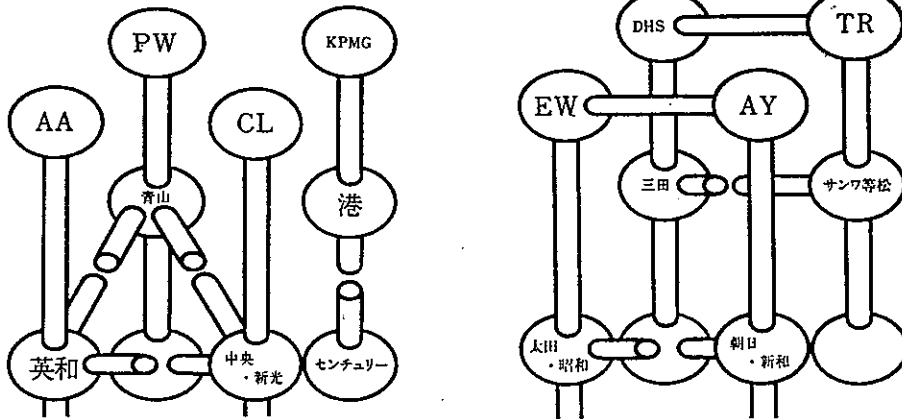 PW
KPMG
AA
CL
青山
港
英和
中央
・新光
センチュリー
DHS
TR
EW
AY
三田
サンワ等松
太田
・昭和
朝日
・新和